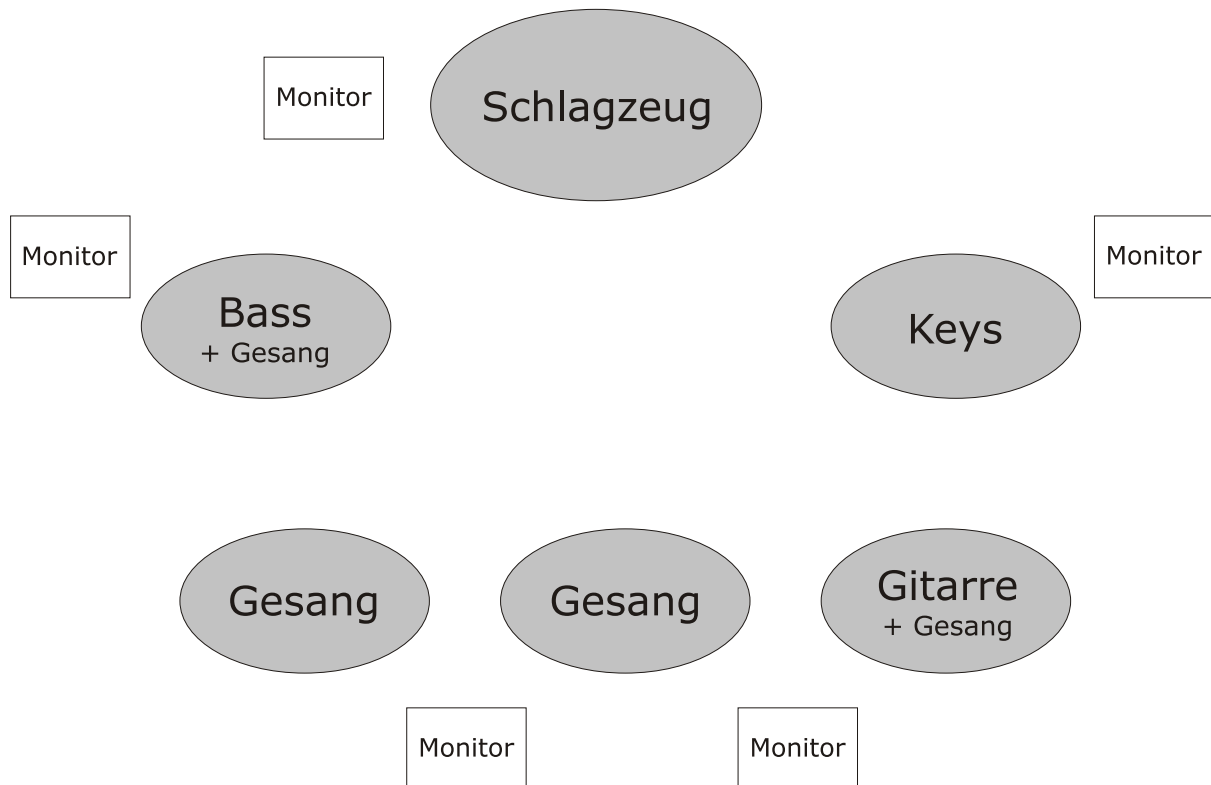 Monitor
Schlagzeug
Monitor
Monitor
Bass
+ Gesang
Keys
Gesang
Gesang
Gitarre
+ Gesang
Monitor
Monitor